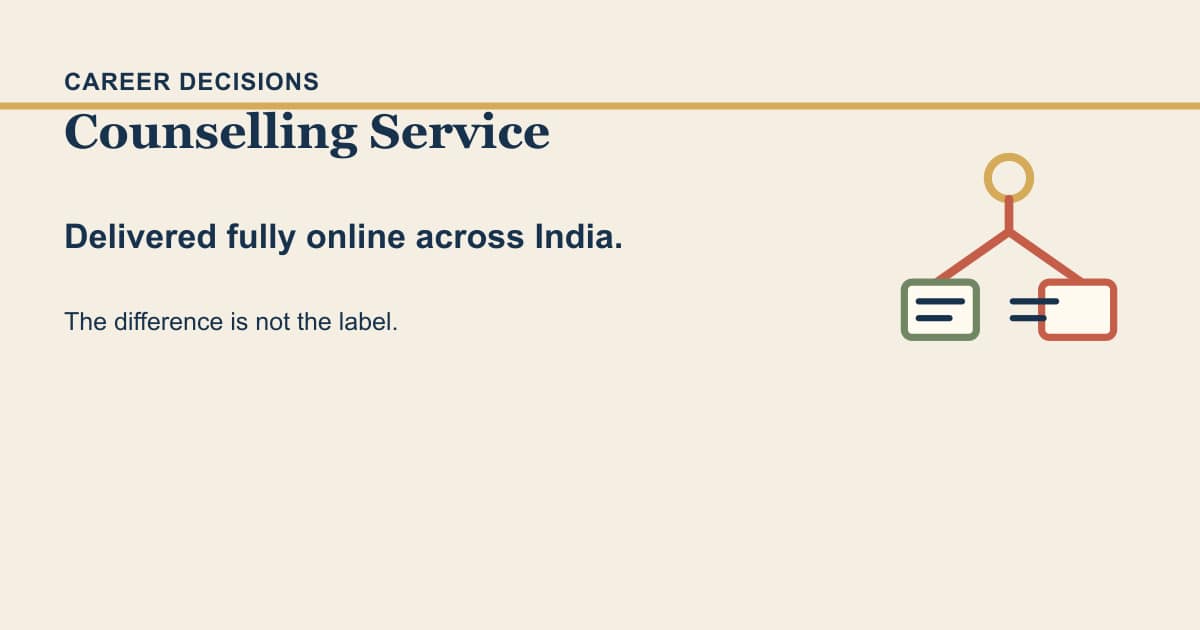 CAREER DECISIONS
Counselling Service
Delivered fully online across India.
The difference is not the label.